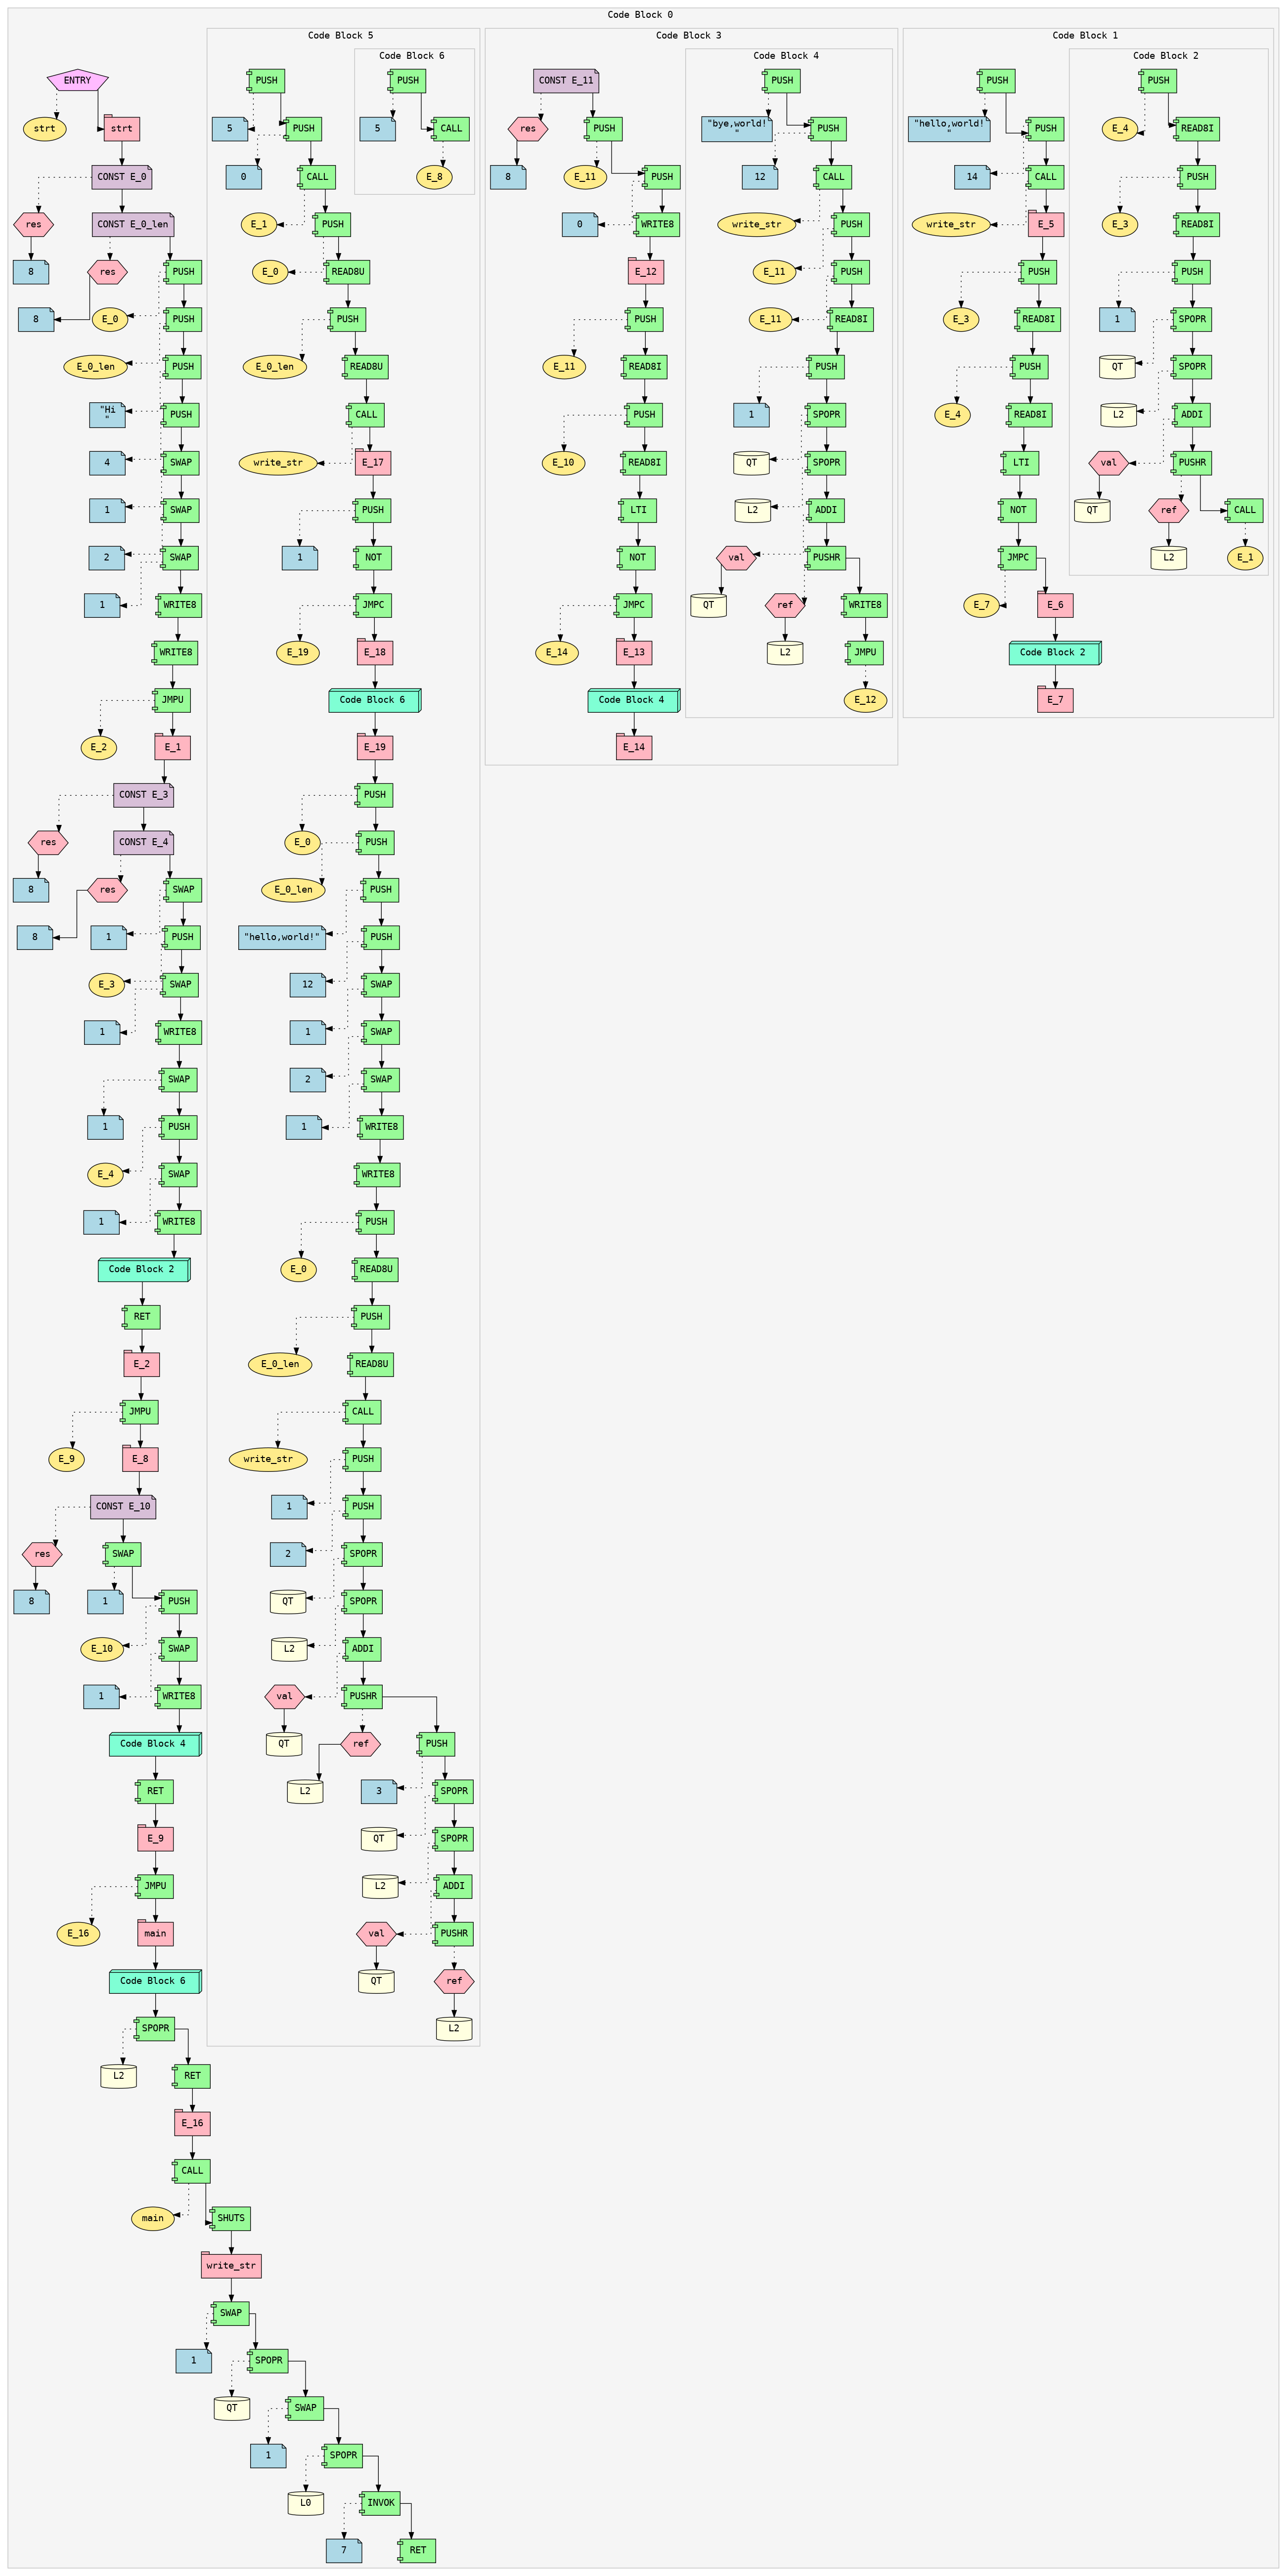 Code Block 0
ENTRY
strt
strt
CONST E_0
res
CONST E_0_len
8
res
PUSH
8
E_0
PUSH
E_0_len
PUSH
"Hi
"
PUSH
4
SWAP
1
SWAP
2
SWAP
1
WRITE8
WRITE8
JMPU
E_2
E_1
CONST E_3
res
CONST E_4
8
res
SWAP
8
1
PUSH
E_3
SWAP
1
WRITE8
SWAP
1
PUSH
E_4
SWAP
1
WRITE8
Code Block 2
RET
E_2
JMPU
E_9
E_8
CONST E_10
res
SWAP
8
1
PUSH
E_10
SWAP
1
WRITE8
Code Block 4
RET
E_9
JMPU
E_16
main
Code Block 6
SPOPR
L2
RET
E_16
CALL
main
SHUTS
write_str
SWAP
1
SPOPR
QT
SWAP
1
SPOPR
L0
INVOK
7
RET
Code Block 5
PUSH
5
PUSH
0
CALL
E_1
PUSH
E_0
READ8U
PUSH
E_0_len
READ8U
CALL
write_str
E_17
PUSH
1
NOT
JMPC
E_19
E_18
Code Block 6
E_19
PUSH
E_0
PUSH
E_0_len
PUSH
"hello,world!"
PUSH
12
SWAP
1
SWAP
2
SWAP
1
WRITE8
WRITE8
PUSH
E_0
READ8U
PUSH
E_0_len
READ8U
CALL
write_str
PUSH
1
PUSH
2
SPOPR
QT
SPOPR
L2
ADDI
val
PUSHR
QT
ref
PUSH
L2
3
SPOPR
QT
SPOPR
L2
ADDI
val
PUSHR
QT
ref
L2
Code Block 6
PUSH
5
CALL
E_8
Code Block 3
CONST E_11
res
PUSH
8
E_11
PUSH
0
WRITE8
E_12
PUSH
E_11
READ8I
PUSH
E_10
READ8I
LTI
NOT
JMPC
E_14
E_13
Code Block 4
E_14
Code Block 4
PUSH
"bye,world!
"
PUSH
12
CALL
write_str
PUSH
E_11
PUSH
E_11
READ8I
PUSH
1
SPOPR
QT
SPOPR
L2
ADDI
val
PUSHR
QT
ref
WRITE8
L2
JMPU
E_12
Code Block 1
PUSH
"hello,world!
"
PUSH
14
CALL
write_str
E_5
PUSH
E_3
READ8I
PUSH
E_4
READ8I
LTI
NOT
JMPC
E_7
E_6
Code Block 2
E_7
Code Block 2
PUSH
E_4
READ8I
PUSH
E_3
READ8I
PUSH
1
SPOPR
QT
SPOPR
L2
ADDI
val
PUSHR
QT
ref
CALL
L2
E_1